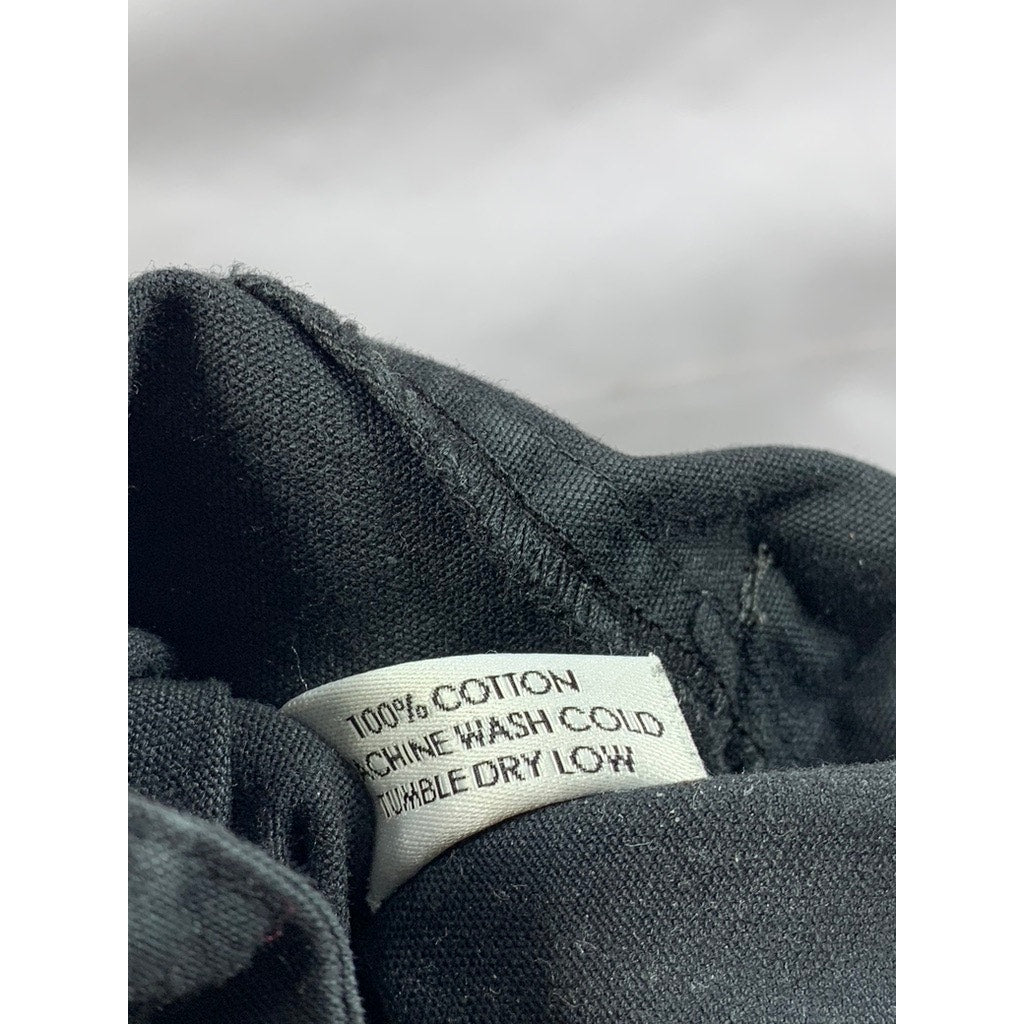 100% COTTON
ACHINE WASH COLD
TUMBLE DRY LOW